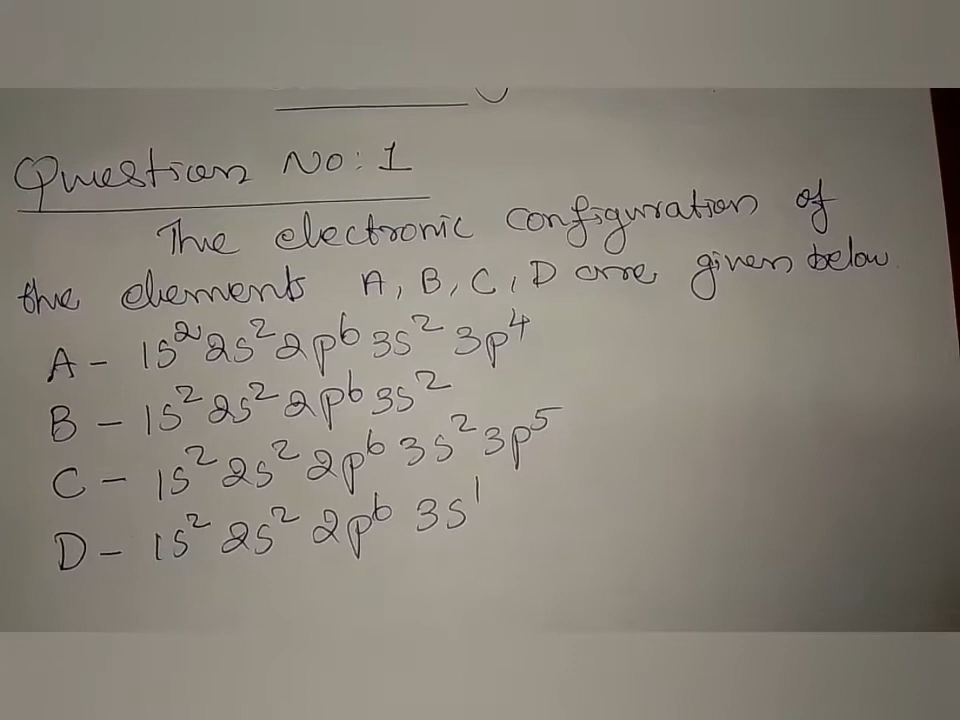 Question No: 1
The electronic configuration of
the elements A, B, C, D are given below.
A - 1s² 2s² 2p⁶ 3s² 3p⁴
B - 1s² 2s² 2p⁶ 3s²
C - 1s² 2s² 2p⁶ 3s² 3p⁵
D - 1s² 2s² 2p⁶ 3s¹